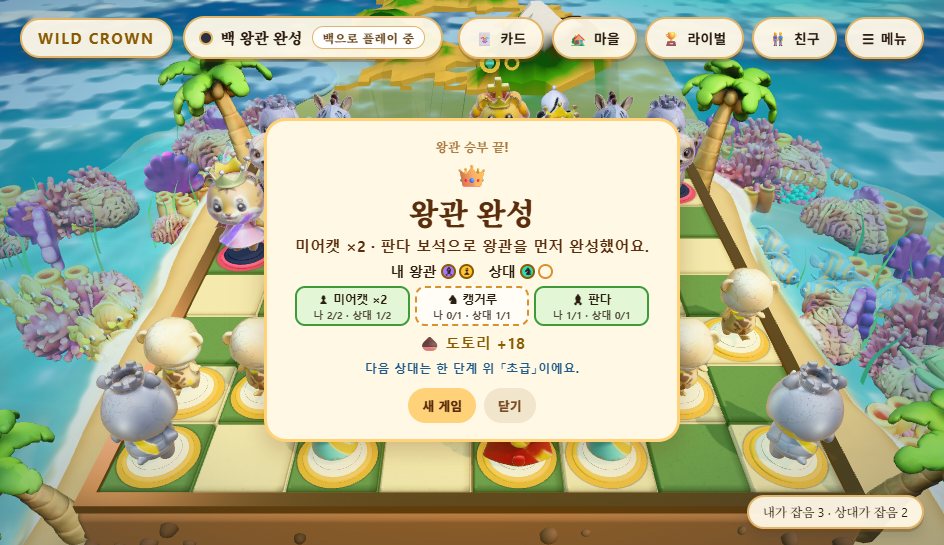 WILD CROWN
백 왕관 완성 백으로 플레이 중
카드
마을
라이벌
친구
☰ 메뉴
왕관 승부 끝!
왕관 완성
미어캣 ×2 · 판다 보석으로 왕관을 먼저 완성했어요.
내 왕관 상대
미어캣 ×2
나 2/2 · 상대 1/2
캥거루
나 0/1 · 상대 1/1
판다
나 1/1 · 상대 0/1
도토리 +18
다음 상대는 한 단계 위 「초급」이에요.
새 게임 닫기
내가 잡음 3 · 상대가 잡음 2